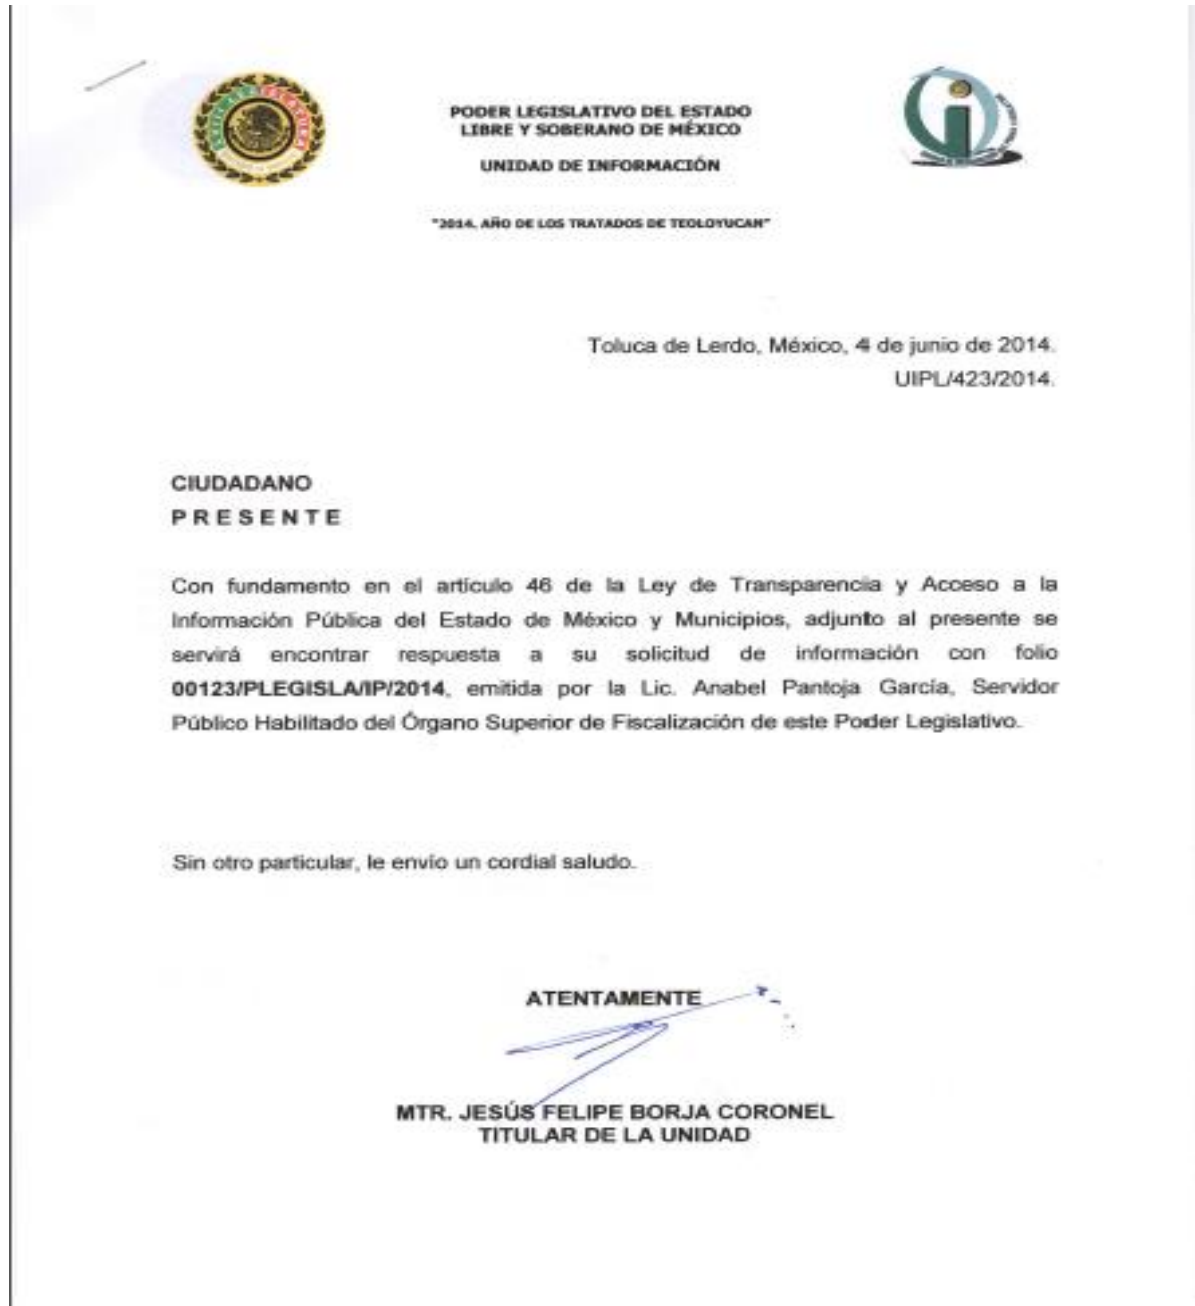 PODER LEGISLATIVO DEL ESTADO
LIBRE Y SOBERANO DE MÉXICO
UNIDAD DE INFORMACIÓN
"2014. AÑO DE LOS TRATADOS DE TEOLOYUCAN"
Toluca de Lerdo, México, 4 de junio de 2014.
UIPL/423/2014.
CIUDADANO
P R E S E N T E
Con fundamento en el artículo 46 de la Ley de Transparencia y Acceso a la
Información Pública del Estado de México y Municipios, adjunto al presente se
servirá encontrar respuesta a su solicitud de información con folio
00123/PLEGISLA/IP/2014, emitida por la Lic. Anabel Pantoja García, Servidor
Público Habilitado del Órgano Superior de Fiscalización de este Poder Legislativo.
Sin otro particular, le envío un cordial saludo.
ATENTAMENTE
MTR. JESÚS FELIPE BORJA CORONEL
TITULAR DE LA UNIDAD